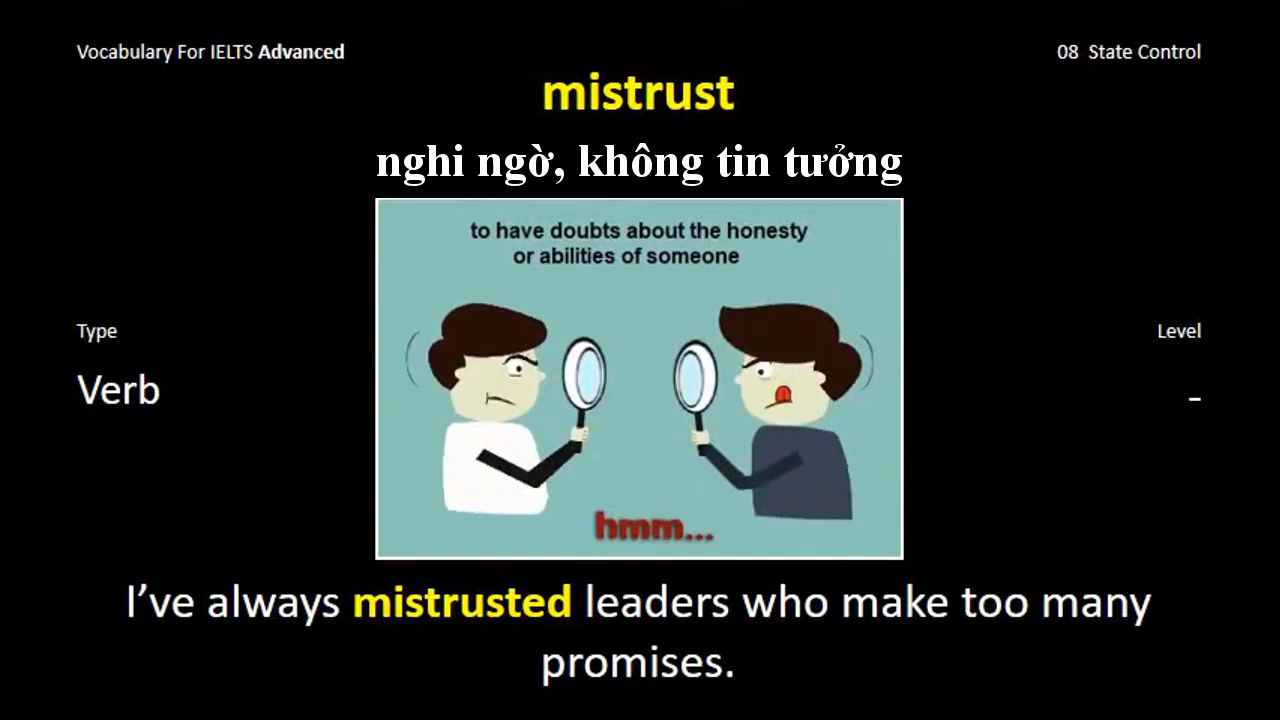 Vocabulary For IELTS Advanced
08 State Control
mistrust
nghi ngờ, không tin tưởng
to have doubts about the honesty
or abilities of someone
Type
Level
Verb
-
hmm...
I’ve always mistrusted leaders who make too many
promises.